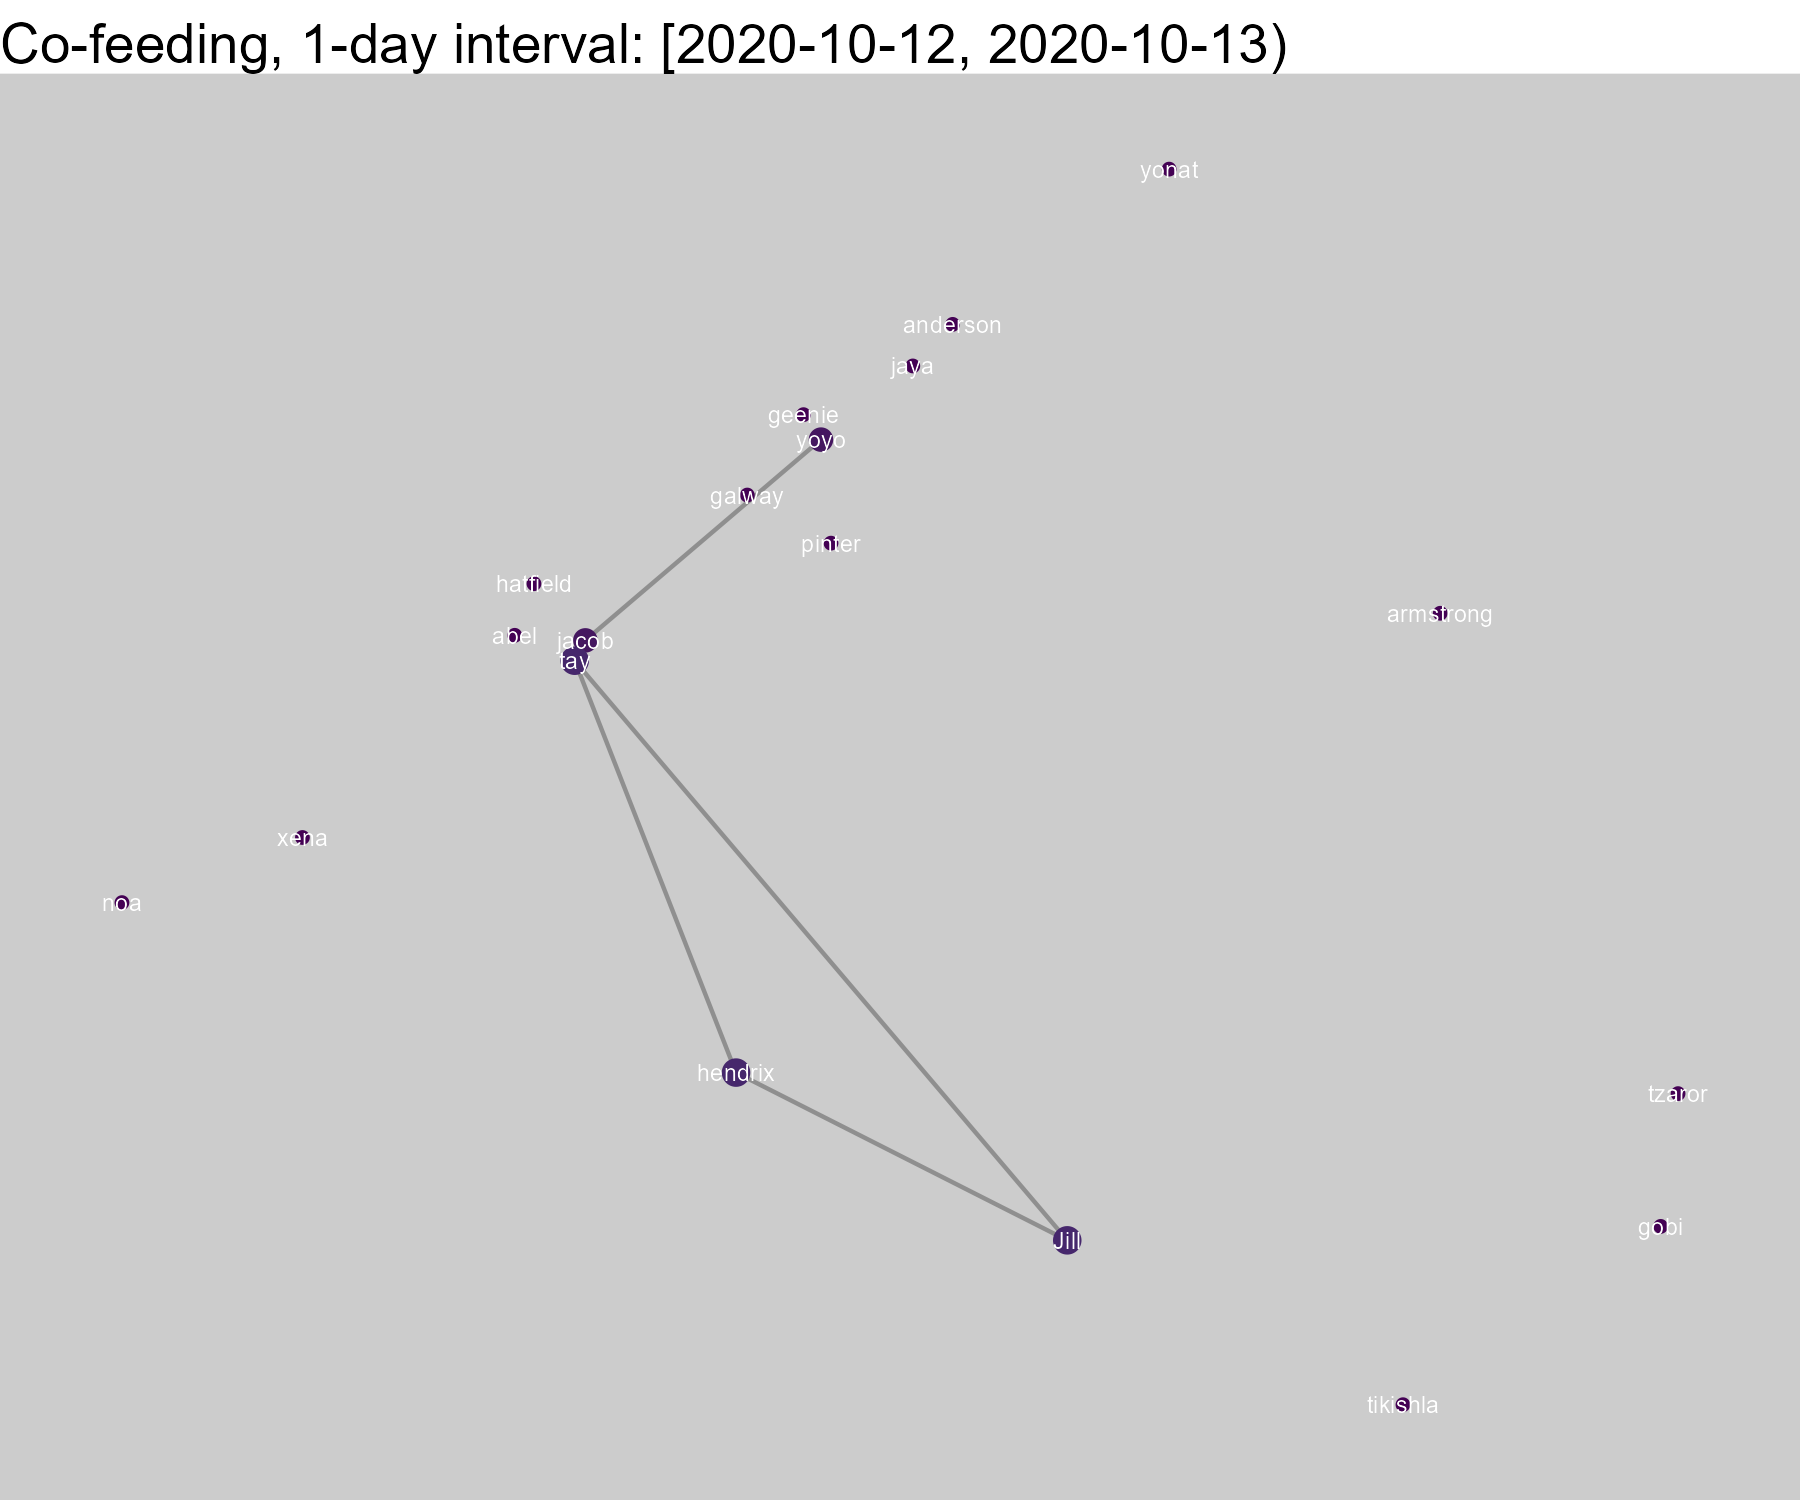 Co-feeding, 1-day interval: [2020-10-12, 2020-10-13)
yonat
anderson
jaya
geenie
yoyo
galway
pinter
hatfield
armstrong
abel
jacob
tay
xena
noa
hendrix
tzaror
gobi
Jill
tikishla